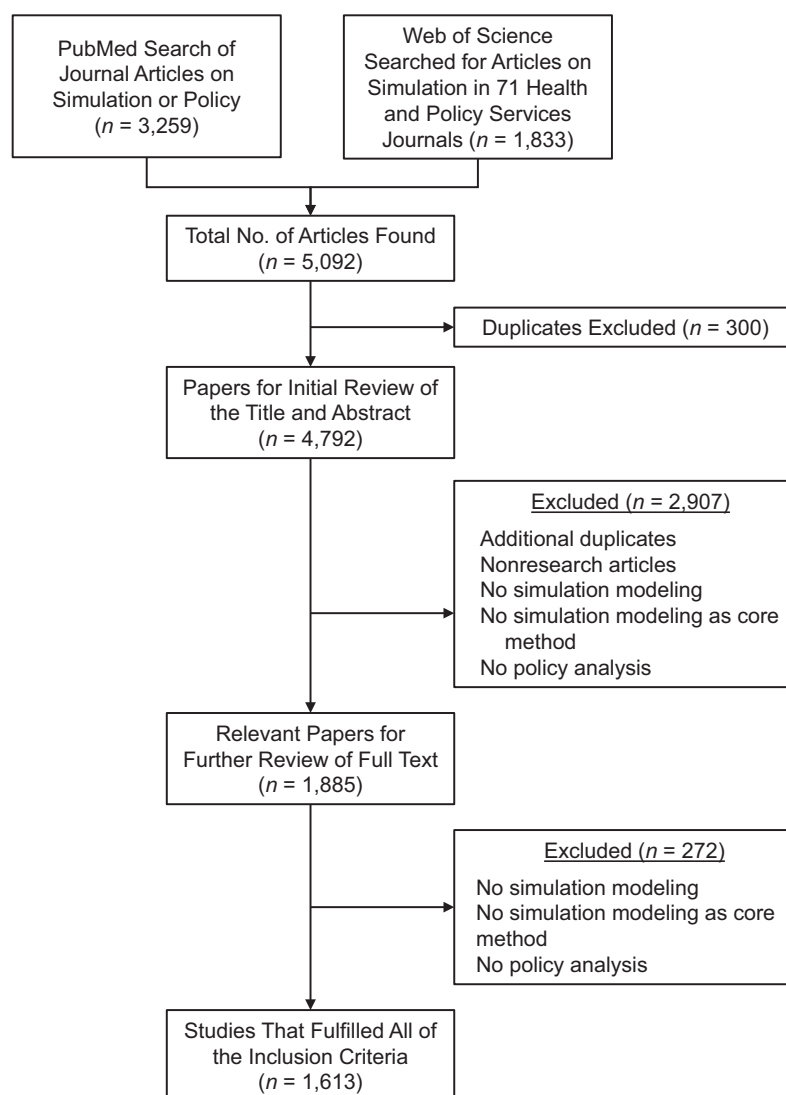 PubMed Search of
Journal Articles on
Simulation or Policy
(n = 3,259)
Web of Science
Searched for Articles on
Simulation in 71 Health
and Policy Services
Journals (n = 1,833)
Total No. of Articles Found
(n = 5,092)
Duplicates Excluded (n = 300)
Papers for Initial Review of
the Title and Abstract
(n = 4,792)
Excluded (n = 2,907)
Additional duplicates
Nonresearch articles
No simulation modeling
No simulation modeling as core
method
No policy analysis
Relevant Papers for
Further Review of Full Text
(n = 1,885)
Excluded (n = 272)
No simulation modeling
No simulation modeling as core
method
No policy analysis
Studies That Fulfilled All of
the Inclusion Criteria
(n = 1,613)